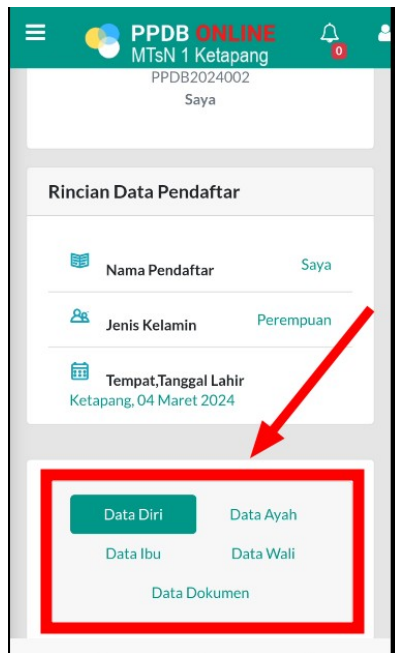 PPDB ONLINE
MTsN 1 Ketapang
0
PPDB2024002
Saya
Rincian Data Pendaftar
Nama Pendaftar Saya
Jenis Kelamin Perempuan
Tempat,Tanggal Lahir
Ketapang, 04 Maret 2024
Data Diri Data Ayah
Data Ibu Data Wali
Data Dokumen